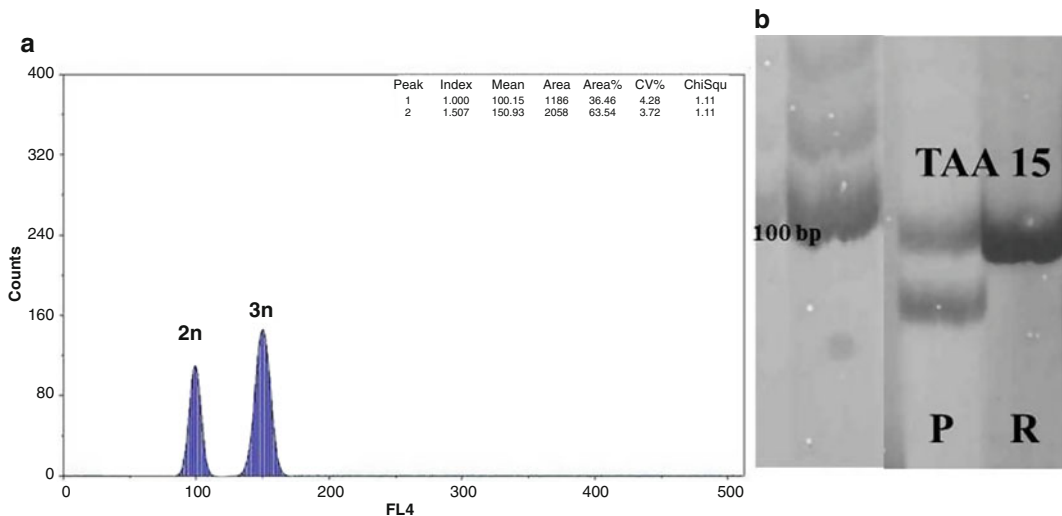 a
400
320
240
160
80
0
Counts
Peak Index Mean Area Area% CV% ChiSqu
1 1.000 100.15 1186 36.46 4.28 1.11
2 1.507 150.93 2058 63.54 3.72 1.11
2n
3n
0 100 200 300 400 500
FL4
b
TAA 15
100 bp
P R